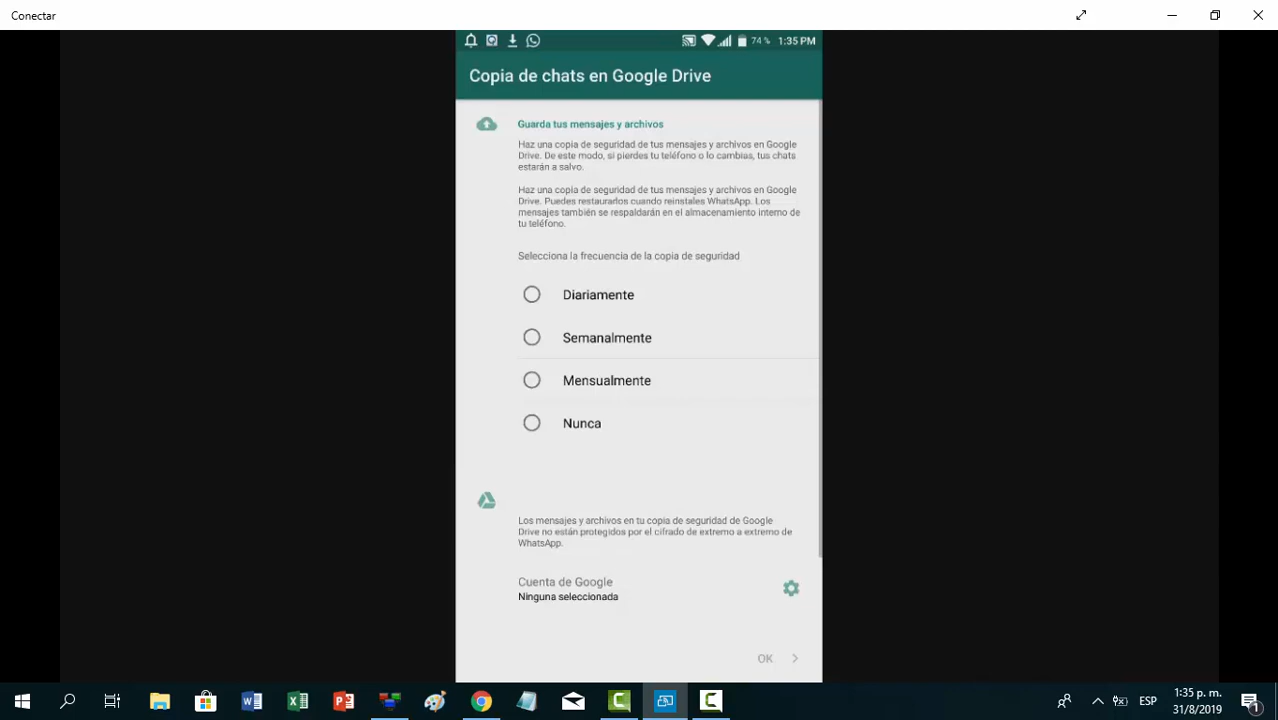 Conectar
74 % 1:35 PM
Copia de chats en Google Drive
Guarda tus mensajes y archivos
Haz una copia de seguridad de tus mensajes y archivos en Google
Drive. De este modo, si pierdes tu teléfono o lo cambias, tus chats
estarán a salvo.
Haz una copia de seguridad de tus mensajes y archivos en Google
Drive. Puedes restaurarlos cuando reinstales WhatsApp. Los
mensajes también se respaldarán en el almacenamiento interno de
tu teléfono.
Selecciona la frecuencia de la copia de seguridad
Diariamente
Semanalmente
Mensualmente
Nunca
Los mensajes y archivos en tu copia de seguridad de Google
Drive no están protegidos por el cifrado de extremo a extremo de
WhatsApp.
Cuenta de Google
Ninguna seleccionada
OK
ESP
1:35 p. m.
31/8/2019
1